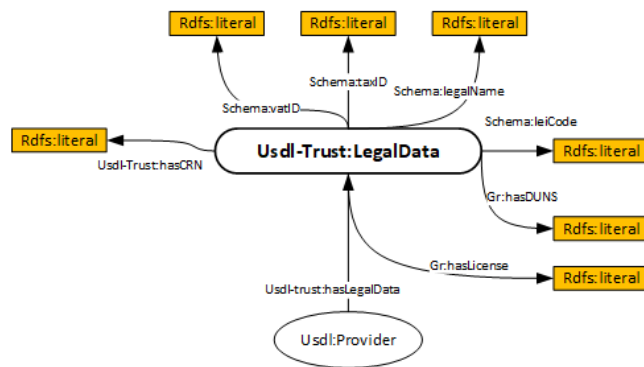 Rdfs:literal
Rdfs:literal
Rdfs:literal
Schema:taxID
Schema:legalName
Schema:vatID
Schema:leiCode
Rdfs:literal
Usdl-Trust:LegalData
Rdfs:literal
Usdl-Trust:hasCRN
Gr:hasDUNS
Rdfs:literal
Gr:hasLicense
Rdfs:literal
Usdl-trust:hasLegalData
Usdl:Provider